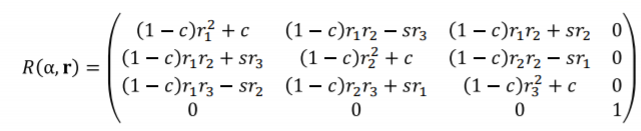 (1 − c)r₁² + c    (1 − c)r₁r₂ − sr₃    (1 − c)r₁r₂ + sr₂    0
R(α, r) = (1 − c)r₁r₂ + sr₃    (1 − c)r₂² + c    (1 − c)r₂r₂ − sr₁    0
(1 − c)r₁r₃ − sr₂    (1 − c)r₂r₃ + sr₁    (1 − c)r₃² + c    0
0    0    0    1